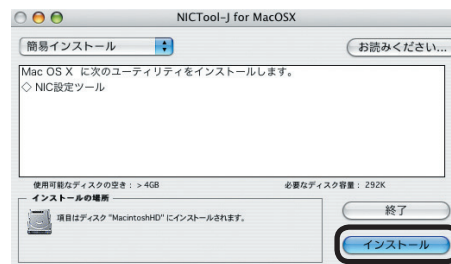 NICTool-J for MacOSX
簡易インストール
お読みください...
Mac OS X に次のユーティリティをインストールします。
◇ NIC設定ツール
使用可能なディスクの空き： > 4GB
必要なディスク容量： 292K
インストールの場所
項目はディスク "MacintoshHD" にインストールされます。
終了
インストール